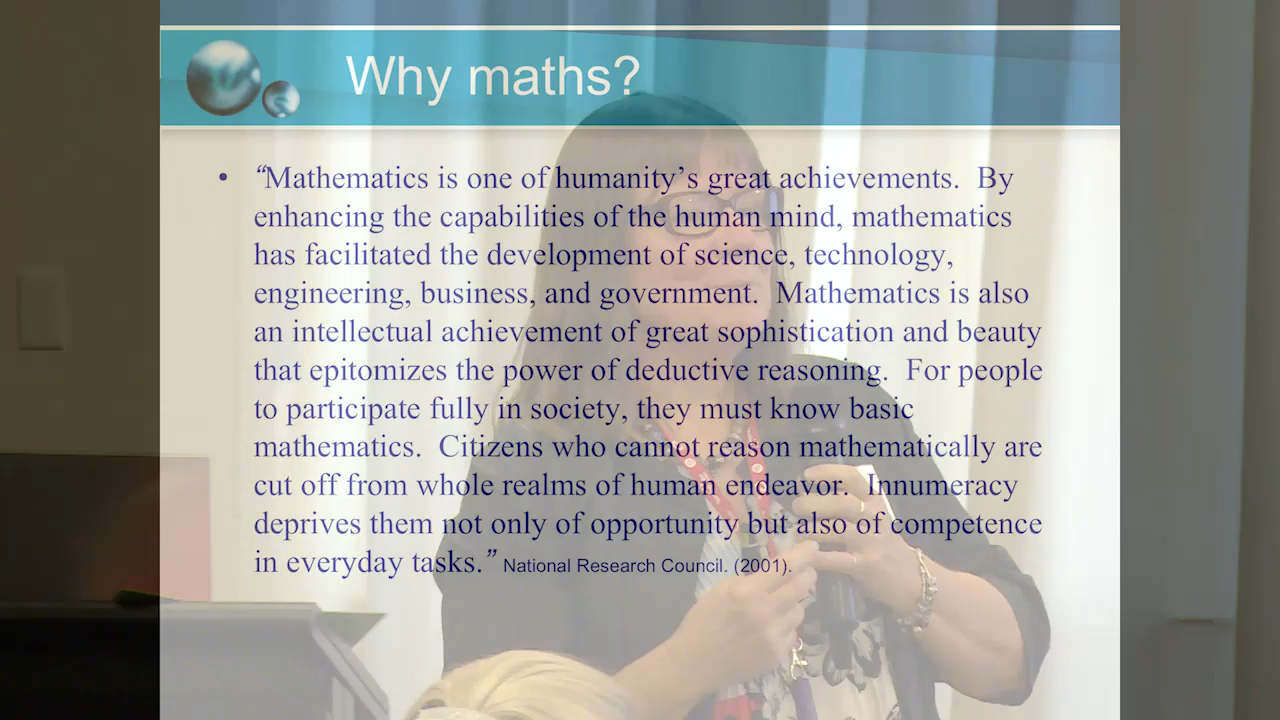 Why maths?
• “Mathematics is one of humanity’s great achievements. By
enhancing the capabilities of the human mind, mathematics
has facilitated the development of science, technology,
engineering, business, and government. Mathematics is also
an intellectual achievement of great sophistication and beauty
that epitomizes the power of deductive reasoning. For people
to participate fully in society, they must know basic
mathematics. Citizens who cannot reason mathematically are
cut off from whole realms of human endeavor. Innumeracy
deprives them not only of opportunity but also of competence
in everyday tasks.” National Research Council. (2001).